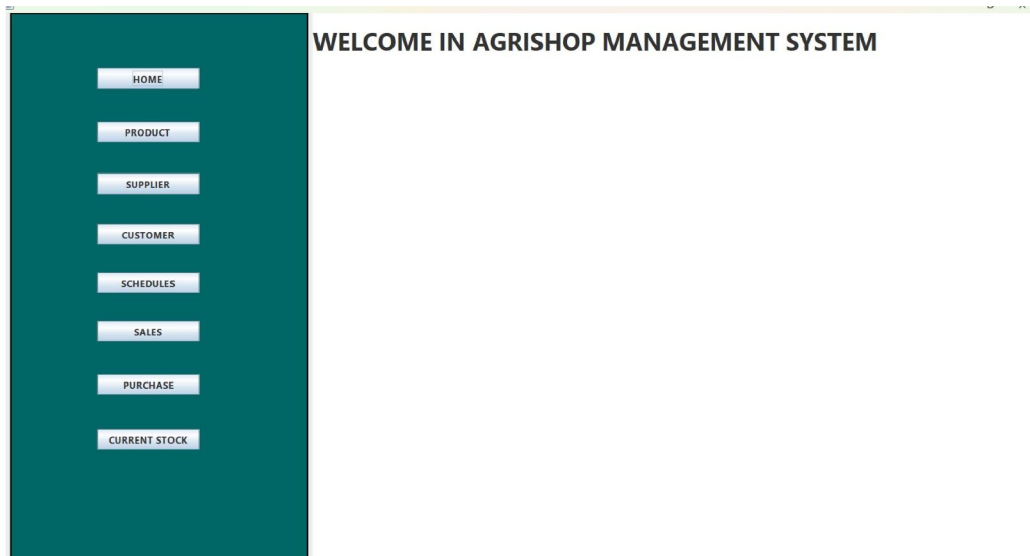 WELCOME IN AGRISHOP MANAGEMENT SYSTEM
HOME
PRODUCT
SUPPLIER
CUSTOMER
SCHEDULES
SALES
PURCHASE
CURRENT STOCK